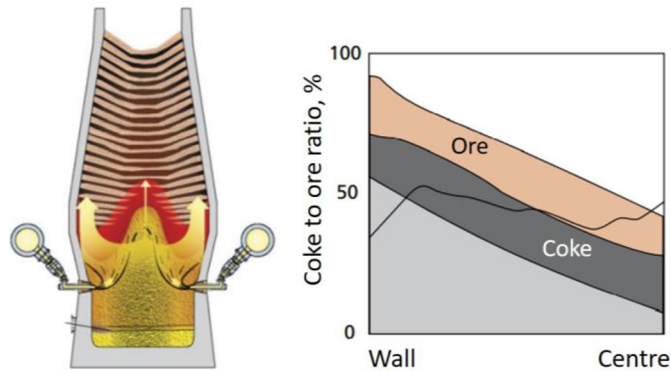 Coke to ore ratio, %
100
50
0
Ore
Coke
Wall
Centre